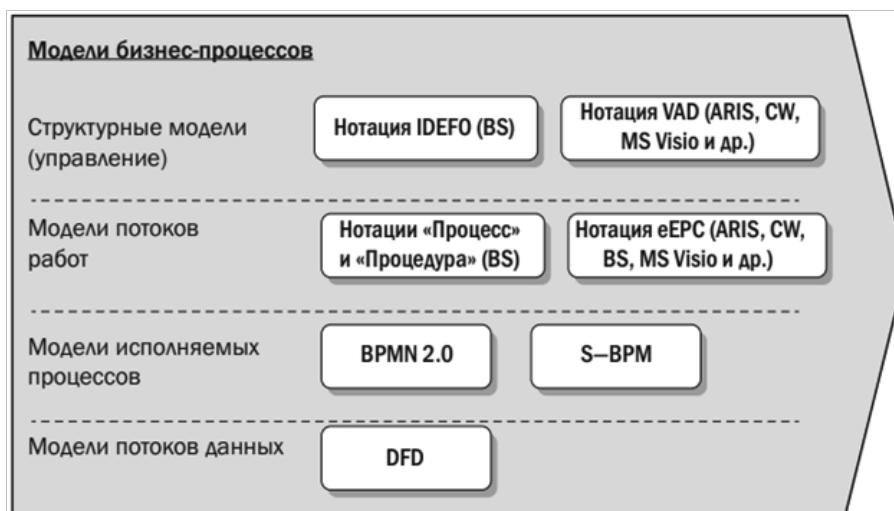 Модели бизнес-процессов
Структурные модели
(управление)
Нотация IDEFO (BS)
Нотация VAD (ARIS, CW,
MS Visio и др.)
Модели потоков
работ
Нотации «Процесс»
и «Процедура» (BS)
Нотация eEPC (ARIS, CW,
BS, MS Visio и др.)
Модели исполняемых
процессов
BPMN 2.0
S—BPM
Модели потоков данных
DFD